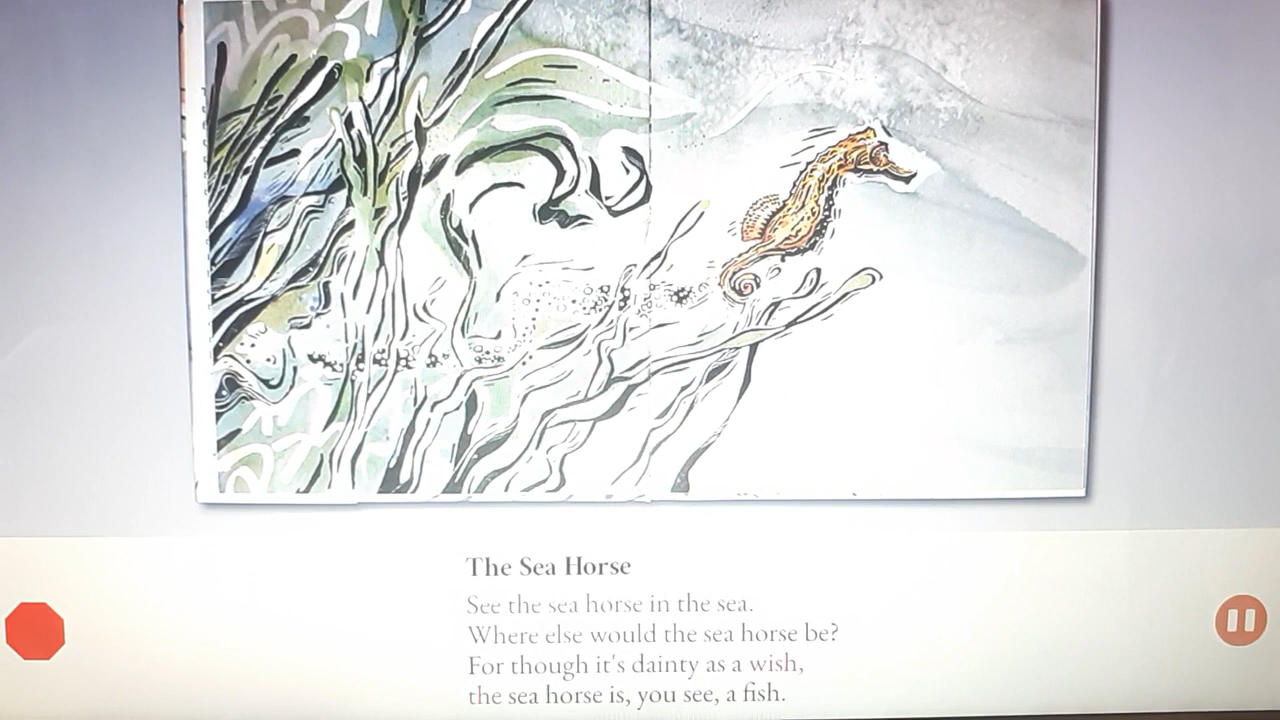 The Sea Horse
See the sea horse in the sea.
Where else would the sea horse be?
For though it's dainty as a wish,
the sea horse is, you see, a fish.